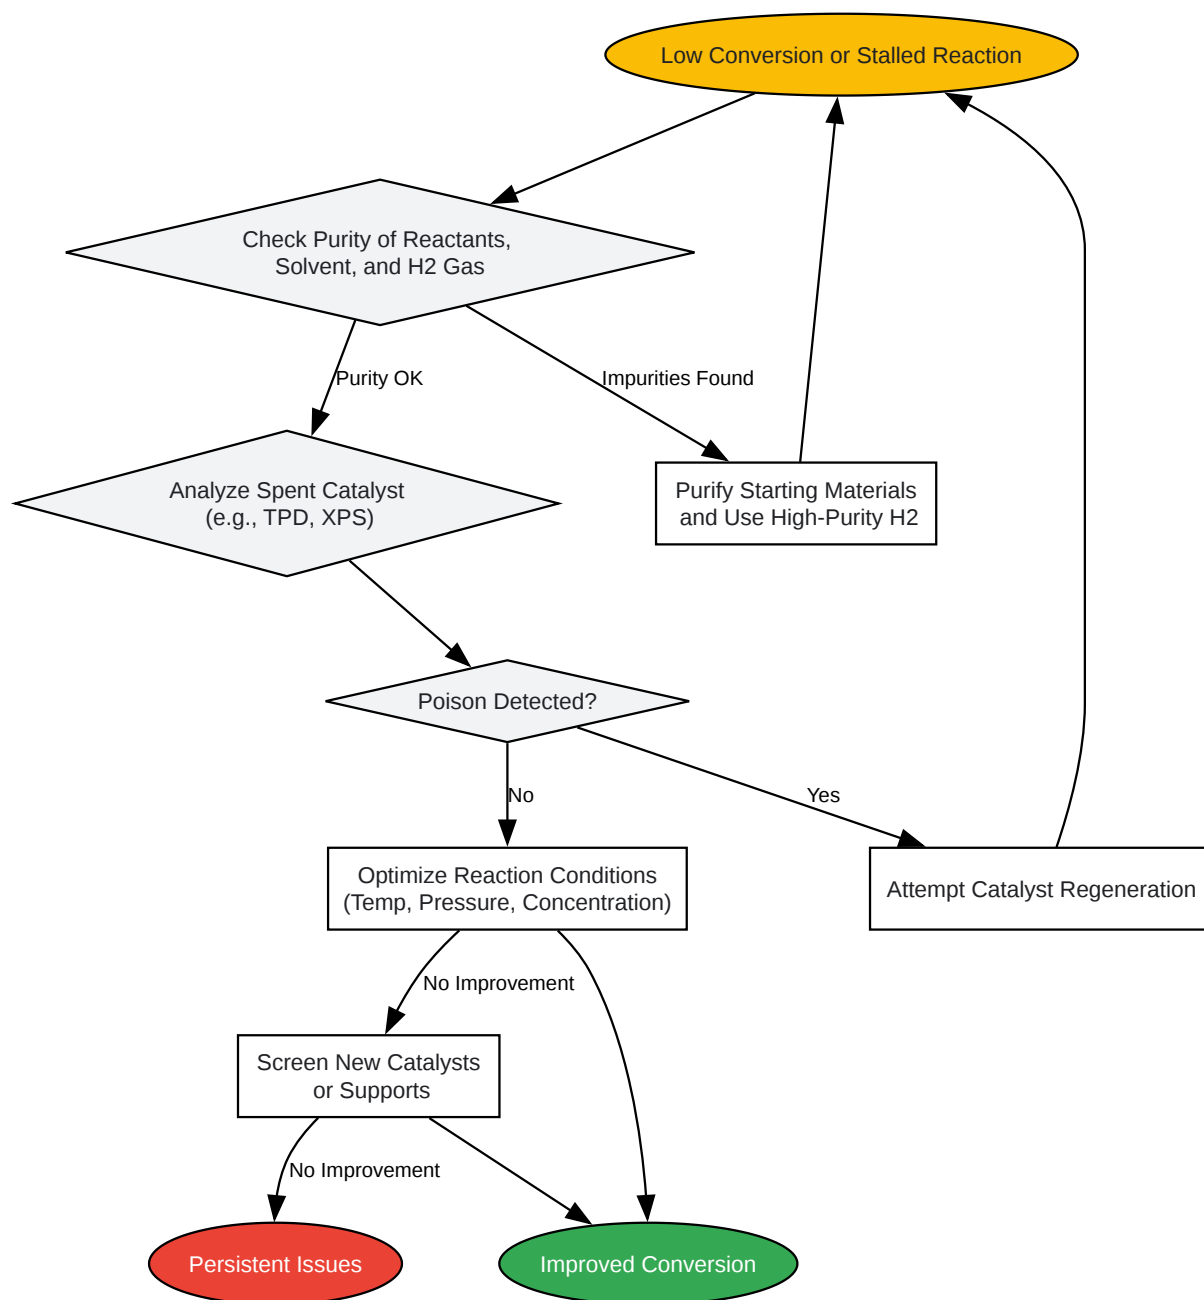 Low Conversion or Stalled Reaction
Check Purity of Reactants,
Solvent, and H2 Gas
Purity OK
Impurities Found
Analyze Spent Catalyst
(e.g., TPD, XPS)
Purify Starting Materials
and Use High-Purity H2
Poison Detected?
No
Yes
Optimize Reaction Conditions
(Temp, Pressure, Concentration)
Attempt Catalyst Regeneration
No Improvement
Screen New Catalysts
or Supports
No Improvement
Persistent Issues
Improved Conversion